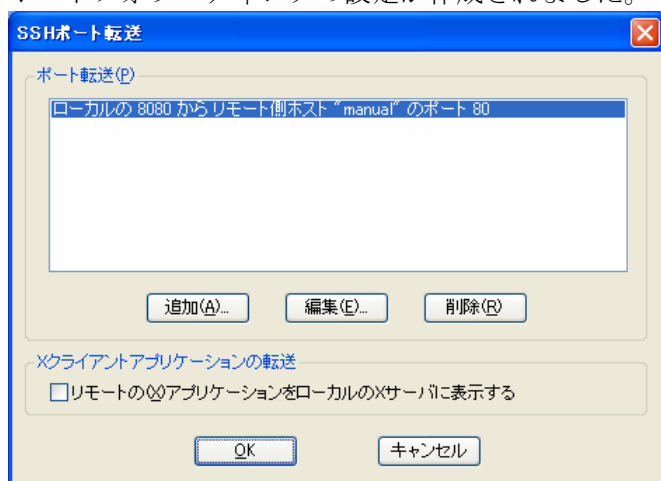 SSHポート転送
ポート転送(P)
ローカルの 8080 から リモート側ホスト "manual" のポート 80
追加(A)...
編集(E)...
削除(R)
Xクライアントアプリケーションの転送
リモートの(X)アプリケーションをローカルのXサーバに表示する
OK
キャンセル